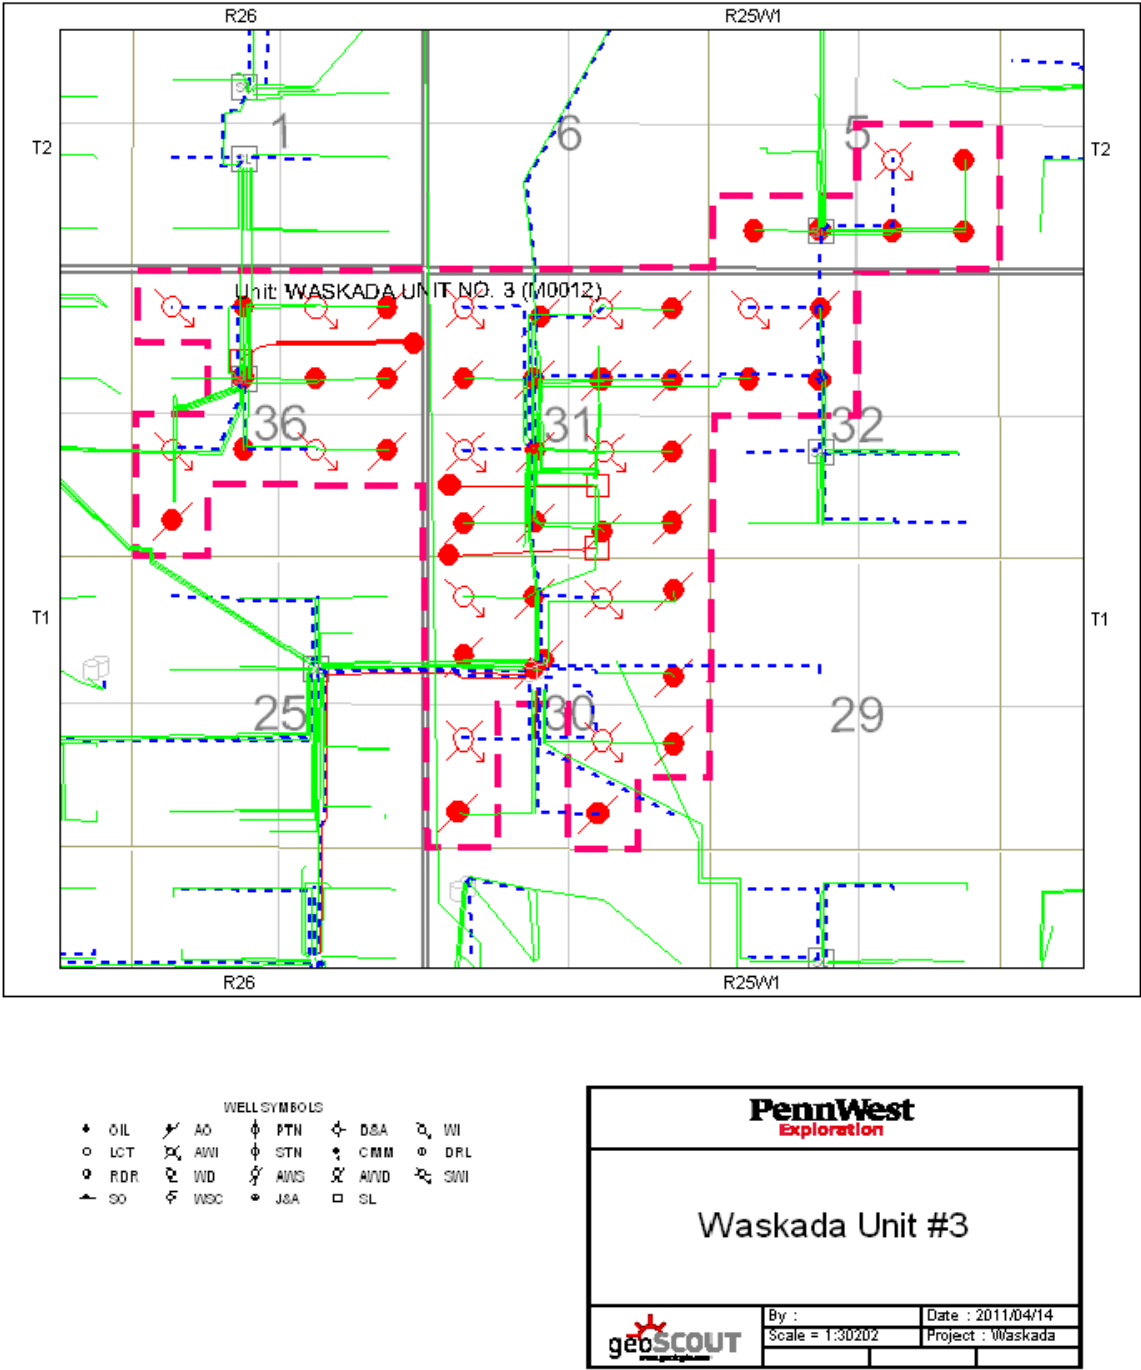 R26 R25W1
1 6 5
T2 T2
Unit: WASKADA UNIT NO. 3 (M0012)
36 31 32
T1 T1
25 30 29
R26 R25W1
WELL SYMBOLS
OIL AO PTN D&A WI
LCT AWI STN CMM DRL
RDR WD AWS AWD SWI
SO WSC J&A SL
PennWest
Exploration
Waskada Unit #3
geoSCOUT
By :
Date : 2011/04/14
Scale = 1:30202
Project : Waskada